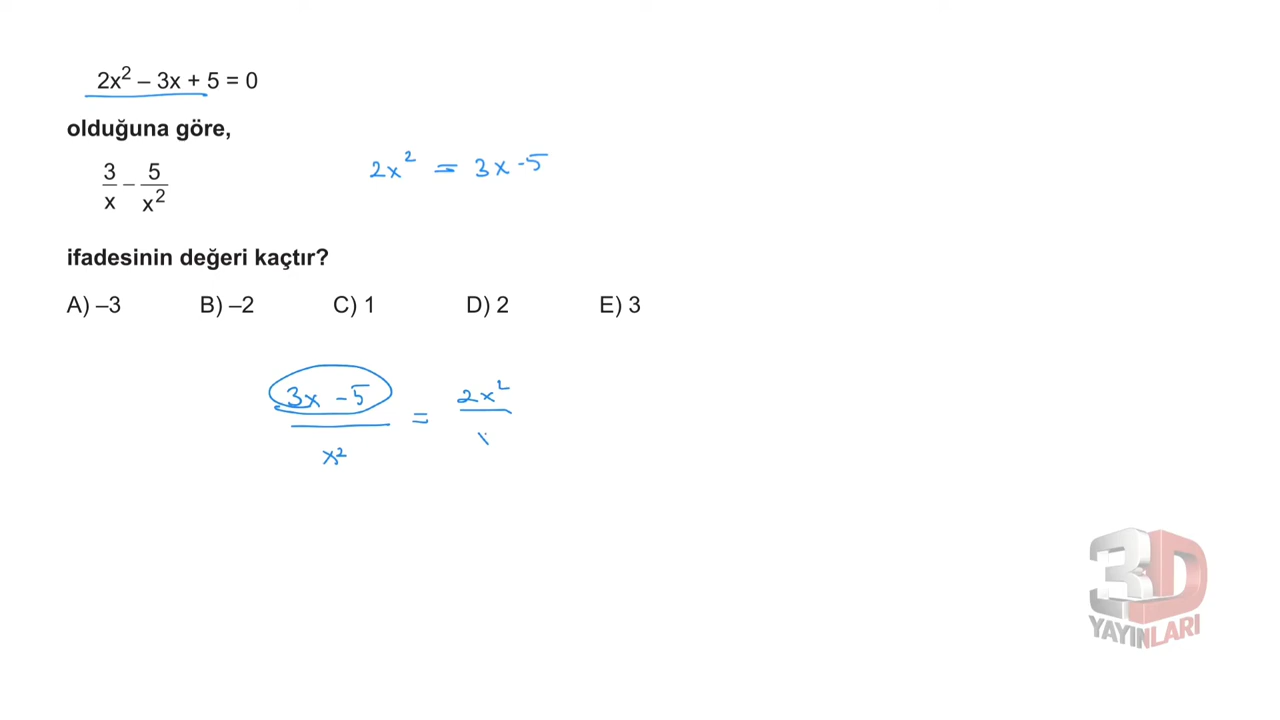 2x² – 3x + 5 = 0
olduğuna göre,
2x² = 3x - 5
3/x – 5/x²
ifadesinin değeri kaçtır?
A) –3 B) –2 C) 1 D) 2 E) 3
3x - 5 / x² = 2x² /
3D
YAYINLARI